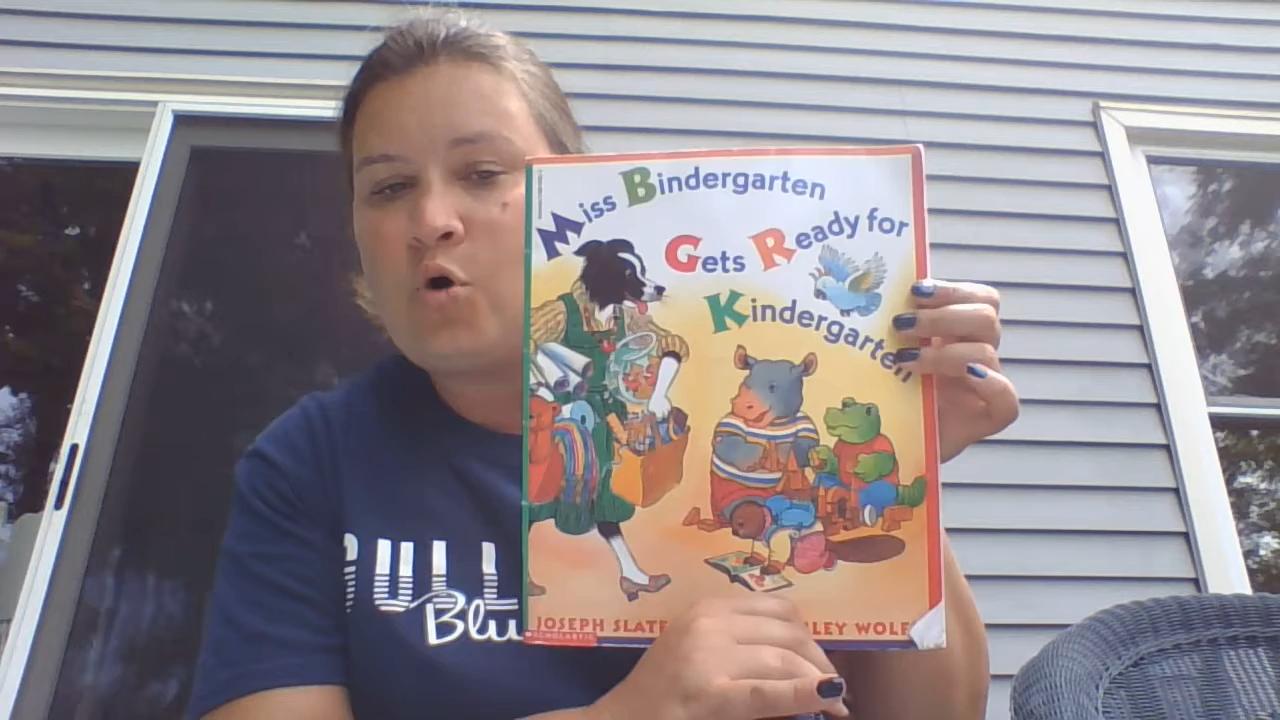 Miss Bindergarten
Gets Ready for
Kindergarten
JOSEPH SLATE
LEY WOLF
SCHOLASTIC
Blu